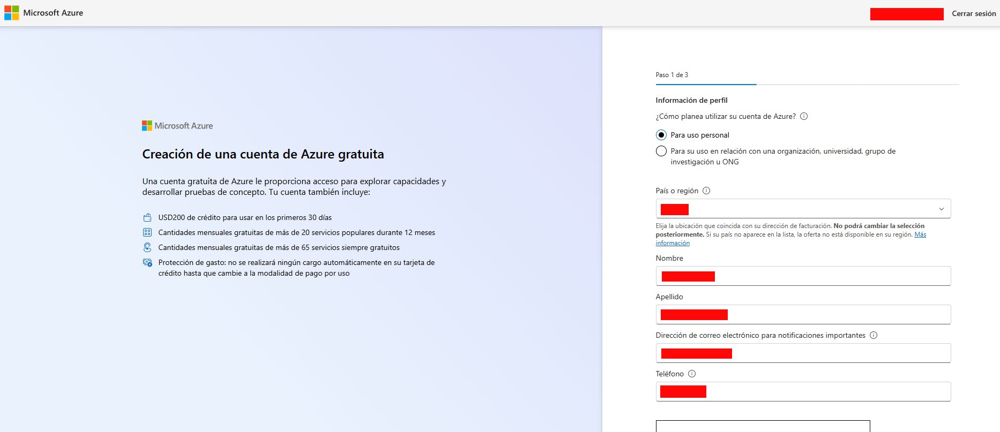 Microsoft Azure
Cerrar sesión
Microsoft Azure
Creación de una cuenta de Azure gratuita
Una cuenta gratuita de Azure le proporciona acceso para explorar capacidades y
desarrollar pruebas de concepto. Tu cuenta también incluye:
USD200 de crédito para usar en los primeros 30 días
Cantidades mensuales gratuitas de más de 20 servicios populares durante 12 meses
Cantidades mensuales gratuitas de más de 65 servicios siempre gratuitos
Protección de gasto: no se realizará ningún cargo automáticamente en su tarjeta de
crédito hasta que cambie a la modalidad de pago por uso
Paso 1 de 3
Información de perfil
¿Cómo planea utilizar su cuenta de Azure?
Para uso personal
Para su uso en relación con una organización, universidad, grupo de
investigación u ONG
País o región
Elija la ubicación que coincida con su dirección de facturación. No podrá cambiar la selección
posteriormente. Si su país no aparece en la lista, la oferta no está disponible en su región. Más
información
Nombre
Apellido
Dirección de correo electrónico para notificaciones importantes
Teléfono